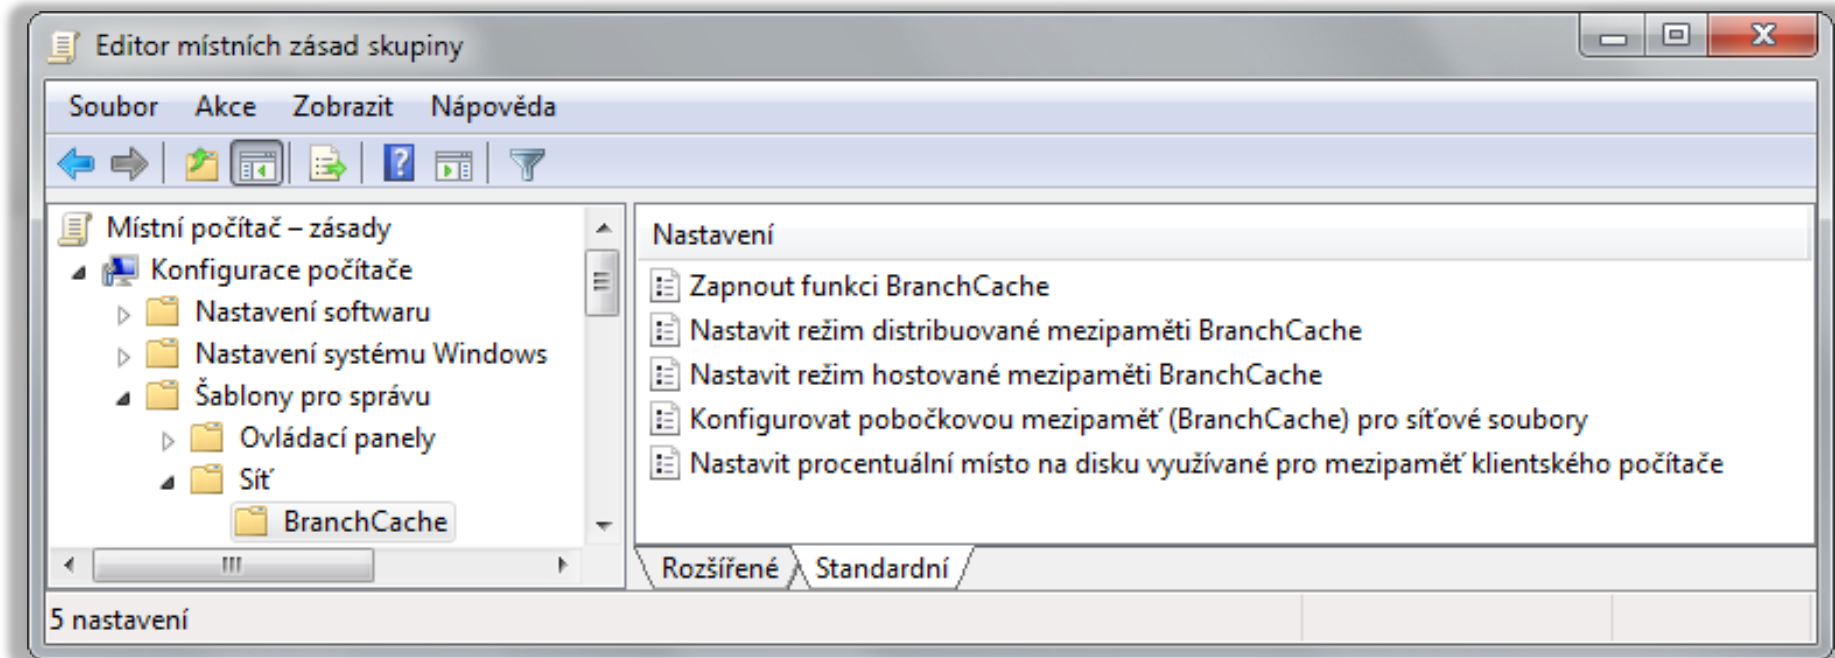 Editor místních zásad skupiny
Soubor Akce Zobrazit Nápověda
Místní počítač – zásady
Konfigurace počítače
Nastavení softwaru
Nastavení systému Windows
Šablony pro správu
Ovládací panely
Síť
BranchCache
Nastavení
Zapnout funkci BranchCache
Nastavit režim distribuované mezipaměti BranchCache
Nastavit režim hostované mezipaměti BranchCache
Konfigurovat pobočkovou mezipaměť (BranchCache) pro síťové soubory
Nastavit procentuální místo na disku využívané pro mezipaměť klientského počítače
Rozšířené Standardní
5 nastavení